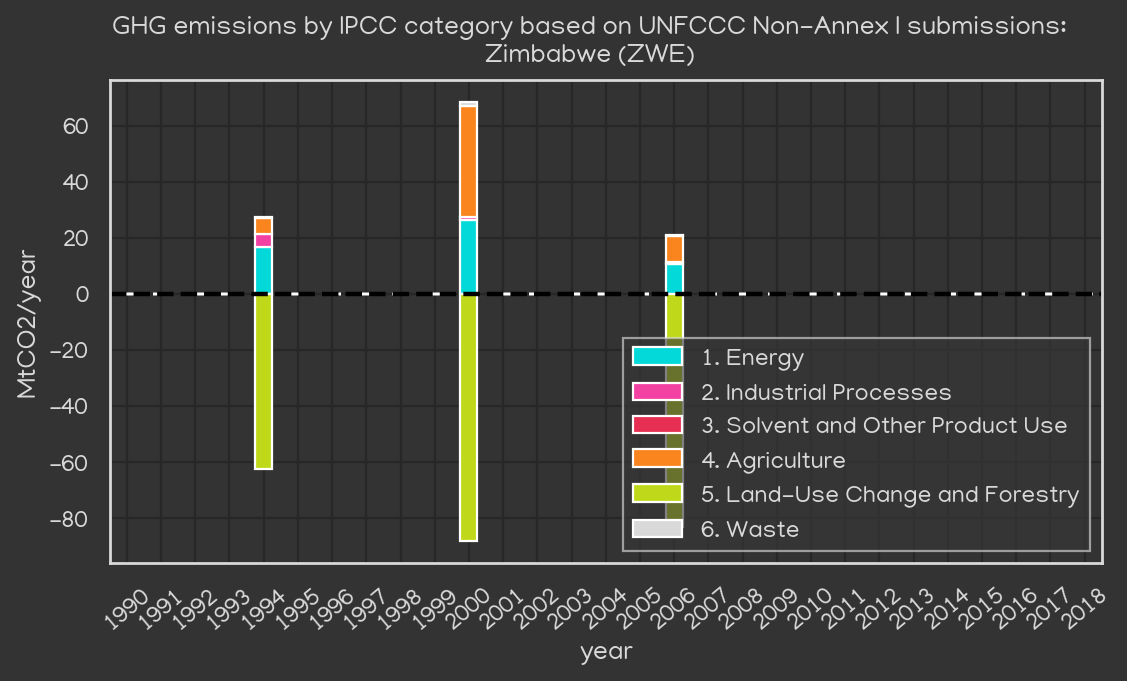 GHG emissions by IPCC category based on UNFCCC Non-Annex I submissions:
Zimbabwe (ZWE)
MtCO2/year
60
40
20
0
-20
-40
-60
-80
1. Energy
2. Industrial Processes
3. Solvent and Other Product Use
4. Agriculture
5. Land-Use Change and Forestry
6. Waste
1990 1991 1992 1993 1994 1995 1996 1997 1998 1999 2000 2001 2002 2003 2004 2005 2006 2007 2008 2009 2010 2011 2012 2013 2014 2015 2016 2017 2018
year